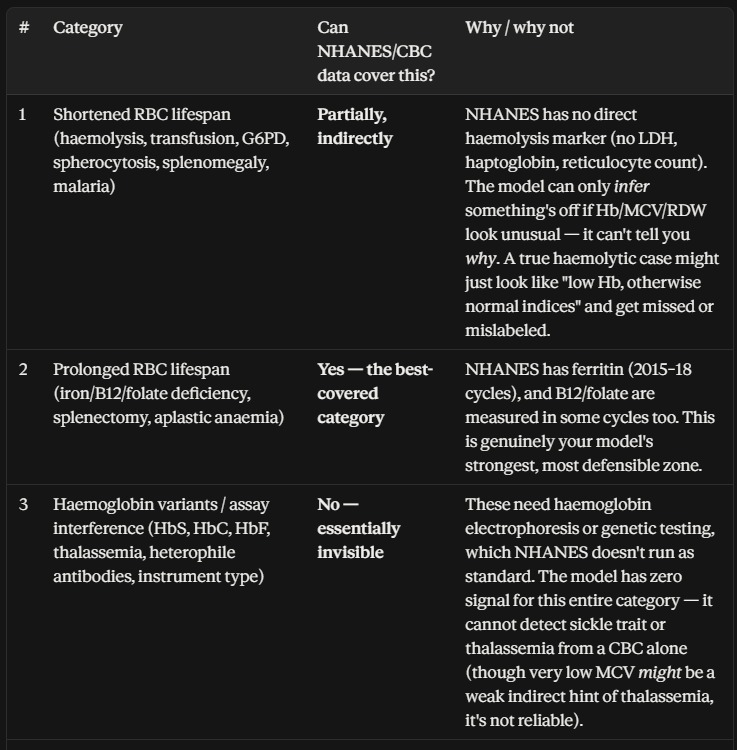 # Category Can NHANES/CBC data cover this? Why / why not
1 Shortened RBC lifespan (haemolysis, transfusion, G6PD, spherocytosis, splenomegaly, malaria)
Partially, indirectly
NHANES has no direct
haemolysis marker (no LDH,
haptoglobin, reticulocyte count).
The model can only infer
something's off if Hb/MCV/RDW
look unusual — it can't tell you
why. A true haemolytic case might
just look like "low Hb, otherwise
normal indices" and get missed or
mislabeled.
2 Prolonged RBC lifespan
(iron/B12/folate deficiency,
splenectomy, aplastic anaemia)
Yes — the best-
covered
category
NHANES has ferritin (2015–18
cycles), and B12/folate are
measured in some cycles too. This
is genuinely your model's
strongest, most defensible zone.
3 Haemoglobin variants / assay
interference (HbS, HbC, HbF,
thalassemia, heterophile
antibodies, instrument type)
No —
essentially
invisible
These need haemoglobin
electrophoresis or genetic testing,
which NHANES doesn't run as
standard. The model has zero
signal for this entire category — it
cannot detect sickle trait or
thalassemia from a CBC alone
(though very low MCV might be a
weak indirect hint of thalassemia,
it's not reliable).